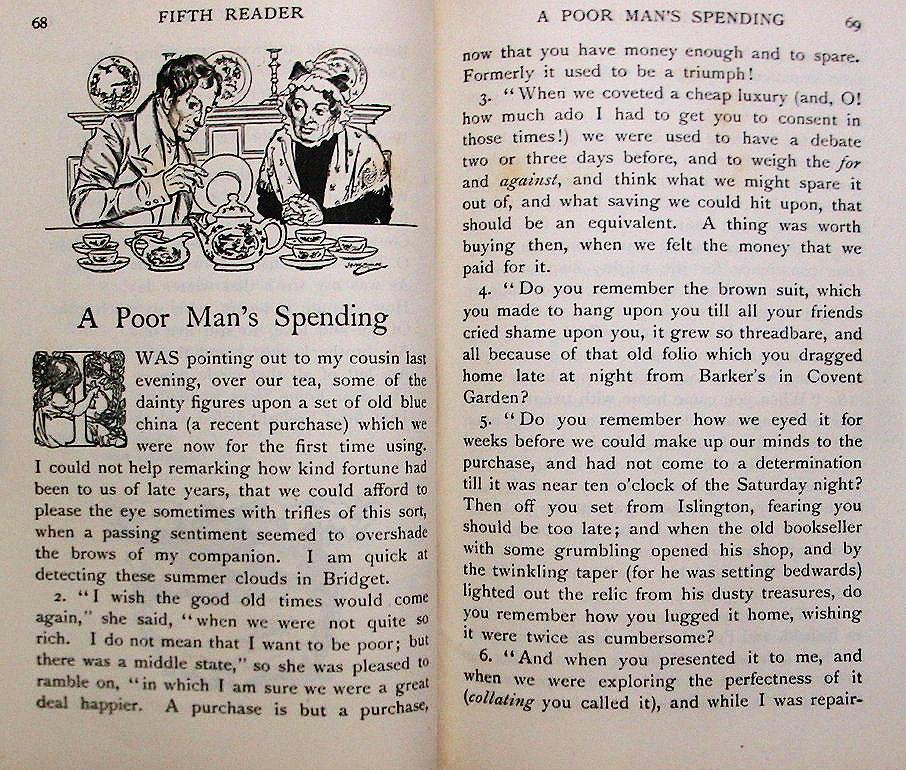 68
FIFTH READER
A Poor Man's Spending
I WAS pointing out to my cousin last
evening, over our tea, some of the
dainty figures upon a set of old blue
china (a recent purchase) which we
were now for the first time using.
I could not help remarking how kind fortune had
been to us of late years, that we could afford to
please the eye sometimes with trifles of this sort,
when a passing sentiment seemed to overshade
the brows of my companion. I am quick at
detecting these summer clouds in Bridget.
2. "I wish the good old times would come
again," she said, "when we were not quite so
rich. I do not mean that I want to be poor; but
there was a middle state," so she was pleased to
ramble on, "in which I am sure we were a great
deal happier. A purchase is but a purchase,
A POOR MAN'S SPENDING
69
now that you have money enough and to spare.
Formerly it used to be a triumph!
3. "When we coveted a cheap luxury (and, O!
how much ado I had to get you to consent in
those times!) we were used to have a debate
two or three days before, and to weigh the for
and against, and think what we might spare it
out of, and what saving we could hit upon, that
should be an equivalent. A thing was worth
buying then, when we felt the money that we
paid for it.
4. "Do you remember the brown suit, which
you made to hang upon you till all your friends
cried shame upon you, it grew so threadbare, and
all because of that old folio which you dragged
home late at night from Barker's in Covent
Garden?
5. "Do you remember how we eyed it for
weeks before we could make up our minds to the
purchase, and had not come to a determination
till it was near ten o'clock of the Saturday night?
Then off you set from Islington, fearing you
should be too late; and when the old bookseller
with some grumbling opened his shop, and by
the twinkling taper (for he was setting bedwards)
lighted out the relic from his dusty treasures, do
you remember how you lugged it home, wishing
it were twice as cumbersome?
6. "And when you presented it to me, and
when we were exploring the perfectness of it
(collating you called it), and while I was repair-